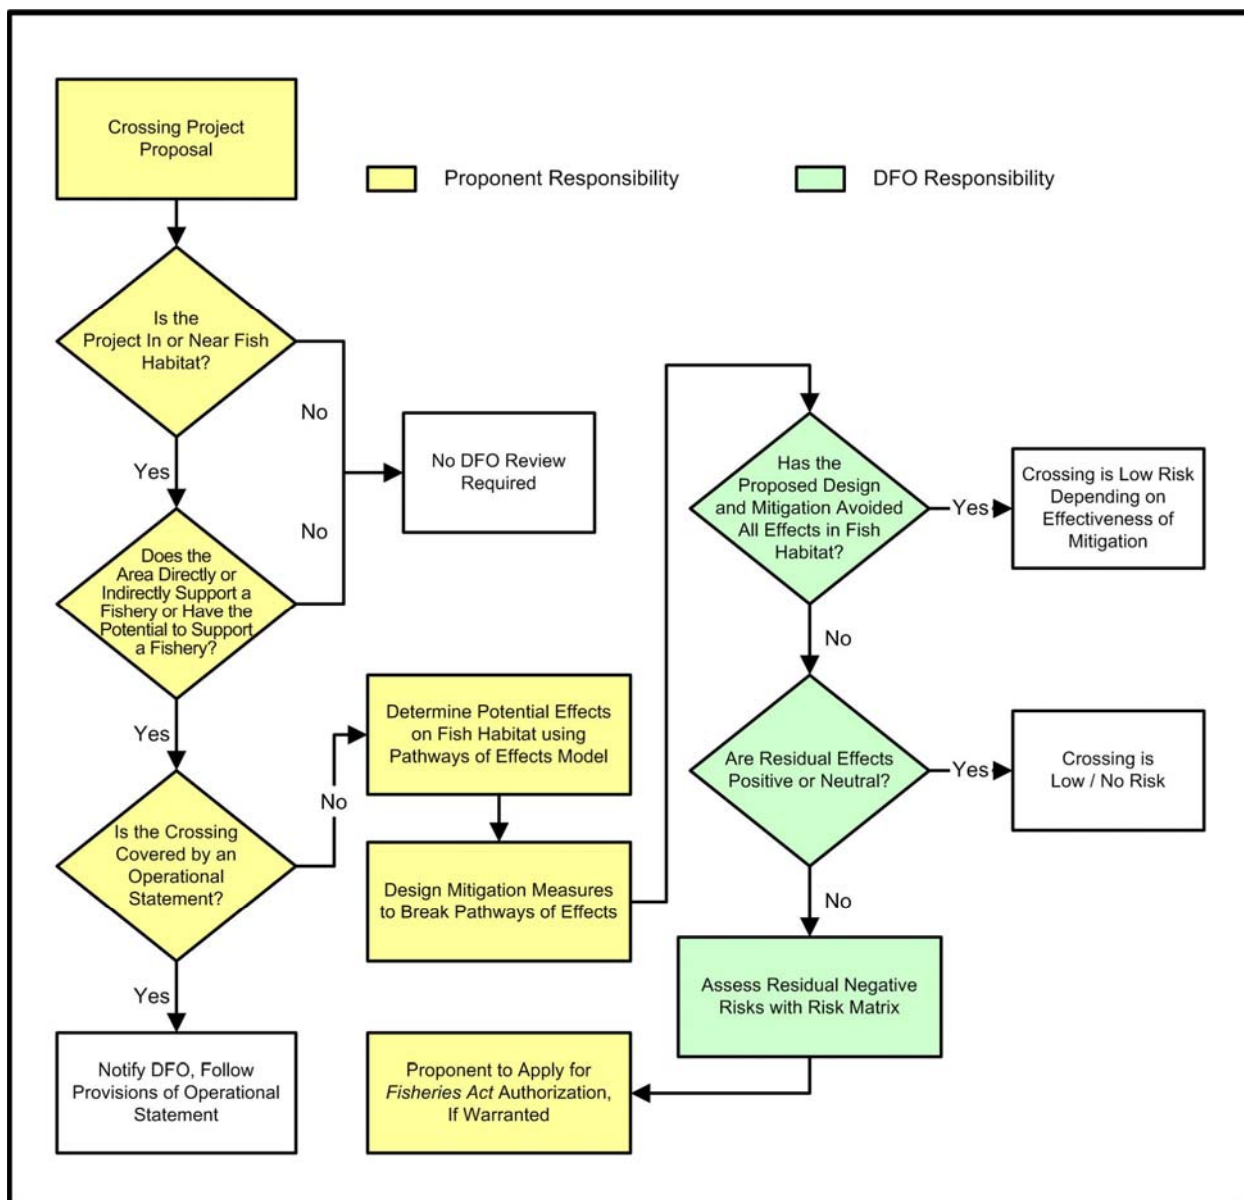 Crossing Project
Proposal
Proponent Responsibility
DFO Responsibility
Is the
Project In or Near Fish
Habitat?
No
Yes
No DFO Review
Required
No
Does the
Area Directly or
Indirectly Support a
Fishery or Have the
Potential to Support
a Fishery?
Yes
Is the Crossing
Covered by an
Operational
Statement?
No
Yes
Notify DFO, Follow
Provisions of Operational
Statement
Determine Potential Effects
on Fish Habitat using
Pathways of Effects Model
Design Mitigation Measures
to Break Pathways of Effects
Has the
Proposed Design
and Mitigation Avoided
All Effects in Fish
Habitat?
Yes
Crossing is Low Risk
Depending on
Effectiveness of
Mitigation
No
Are Residual Effects
Positive or Neutral?
Yes
Crossing is
Low / No Risk
No
Assess Residual Negative
Risks with Risk Matrix
Proponent to Apply for
Fisheries Act Authorization,
If Warranted